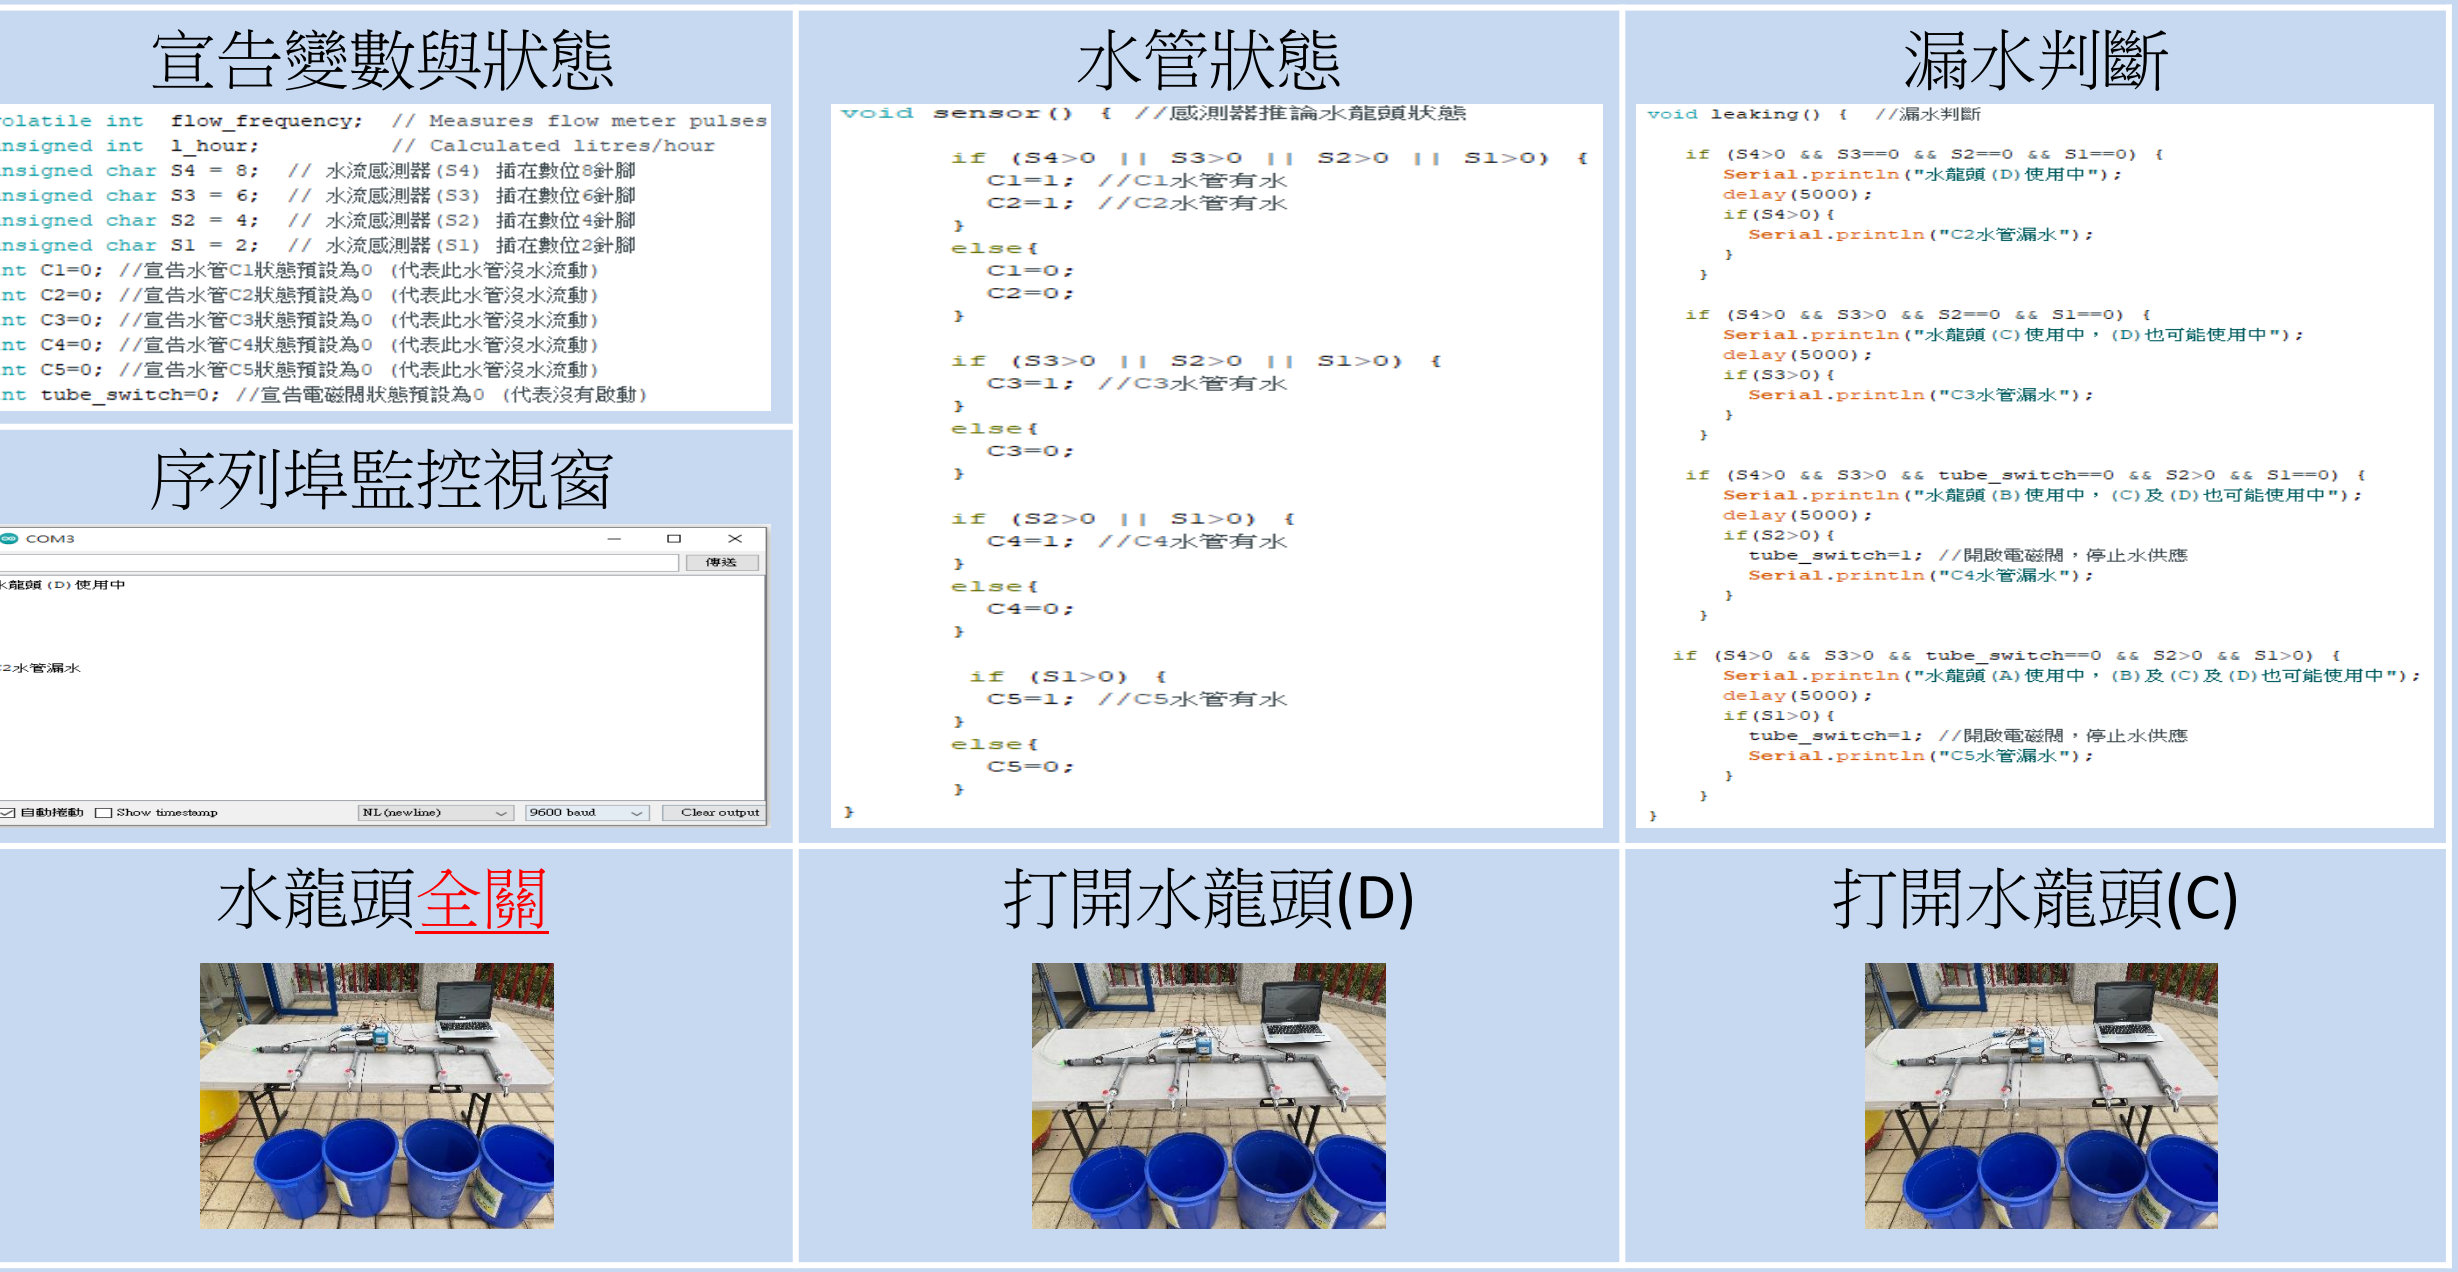 宣告變數與狀態
olatile int flow_frequency; // Measures flow meter pulses
nsigned int l_hour; // Calculated litres/hour
nsigned char S4 = 8; // 水流感測器(S4) 插在數位8針腳
nsigned char S3 = 6; // 水流感測器(S3) 插在數位6針腳
nsigned char S2 = 4; // 水流感測器(S2) 插在數位4針腳
nsigned char S1 = 2; // 水流感測器(S1) 插在數位2針腳
nt C1=0; //宣告水管C1狀態預設為0 (代表此水管沒水流動)
nt C2=0; //宣告水管C2狀態預設為0 (代表此水管沒水流動)
nt C3=0; //宣告水管C3狀態預設為0 (代表此水管沒水流動)
nt C4=0; //宣告水管C4狀態預設為0 (代表此水管沒水流動)
nt C5=0; //宣告水管C5狀態預設為0 (代表此水管沒水流動)
nt tube_switch=0; //宣告電磁閥狀態預設為0 (代表沒有啟動)
序列埠監控視窗
COM3
傳送
水龍頭(D)使用中
C2水管漏水
自動捲動 Show timestamp NL(newline) 9600 baud Clear output
水管狀態
void sensor() { //感測器推論水龍頭狀態
if (S4>0 || S3>0 || S2>0 || S1>0) {
C1=1; //C1水管有水
C2=1; //C2水管有水
}
else{
C1=0;
C2=0;
}
if (S3>0 || S2>0 || S1>0) {
C3=1; //C3水管有水
}
else{
C3=0;
}
if (S2>0 || S1>0) {
C4=1; //C4水管有水
}
else{
C4=0;
}
if (S1>0) {
C5=1; //C5水管有水
}
else{
C5=0;
}
}
漏水判斷
void leaking() { //漏水判斷
if (S4>0 && S3==0 && S2==0 && S1==0) {
Serial.println("水龍頭(D)使用中");
delay(5000);
if(S4>0){
Serial.println("C2水管漏水");
}
}
if (S4>0 && S3>0 && S2==0 && S1==0) {
Serial.println("水龍頭(C)使用中，(D)也可能使用中");
delay(5000);
if(S3>0){
Serial.println("C3水管漏水");
}
}
if (S4>0 && S3>0 && tube_switch==0 && S2>0 && S1==0) {
Serial.println("水龍頭(B)使用中，(C)及(D)也可能使用中");
delay(5000);
if(S2>0){
tube_switch=1; //開啟電磁閥，停止水供應
Serial.println("C4水管漏水");
}
}
if (S4>0 && S3>0 && tube_switch==0 && S2>0 && S1>0) {
Serial.println("水龍頭(A)使用中，(B)及(C)及(D)也可能使用中");
delay(5000);
if(S1>0){
tube_switch=1; //開啟電磁閥，停止水供應
Serial.println("C5水管漏水");
}
}
}
水龍頭全關
打開水龍頭(D)
打開水龍頭(C)